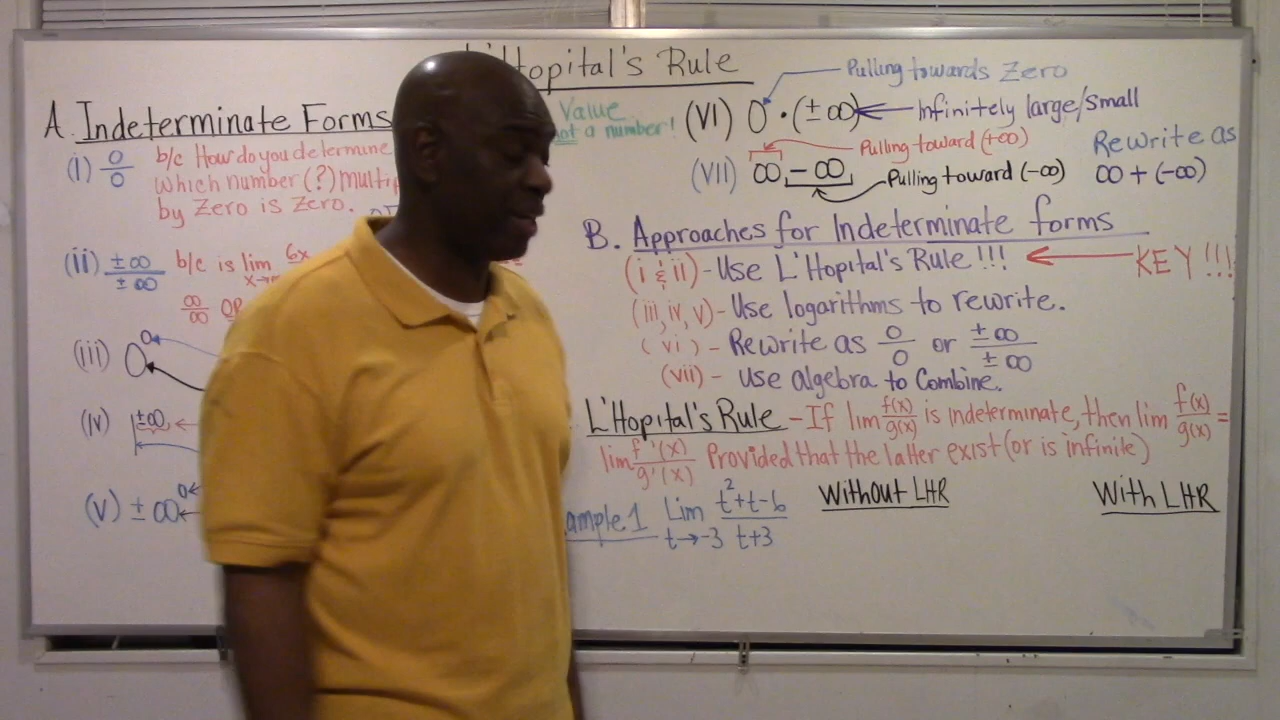 L'Hopital's Rule
A. Indeterminate Forms
(i) 0/0 b/c How do you determine
which number (?)
by Zero is Zero.
Value
not a number!
(ii) ±∞/±∞ b/c is lim 6x
x→
∞/∞ OR
(iii) 0^0
(iv) 1^±∞
(v) ±∞^0
Pulling towards Zero
(VI) 0·(±∞) Infinitely large/small
Pulling toward (+∞)
(VII) ∞ - ∞ Pulling toward (-∞)
Rewrite as
∞ + (-∞)
B. Approaches for Indeterminate forms
(i & ii) - Use L'Hopital's Rule!!! KEY!!!
(iii, iv, v) - Use logarithms to rewrite.
(vi) - Rewrite as 0/0 or ±∞/±∞
(vii) - Use algebra to Combine.
L'Hopital's Rule - If lim f(x)/g(x) is indeterminate, then lim f(x)/g(x) =
lim f'(x)/g'(x) Provided that the latter exist (or is infinite)
ample 1 Lim t→-3 t²+t-6/t+3
Without LHR
With LHR